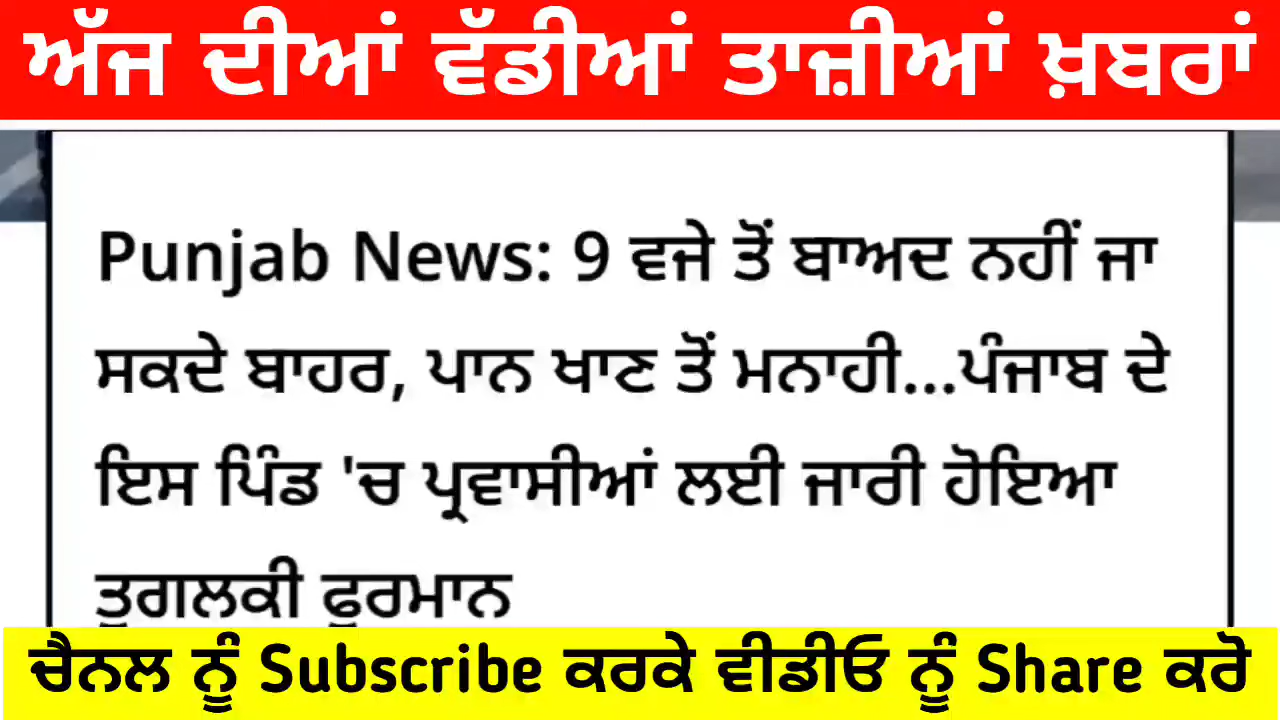 ਅੱਜ ਦੀਆਂ ਵੱਡੀਆਂ ਤਾਜ਼ੀਆਂ ਖ਼ਬਰਾਂ
Punjab News: 9 ਵਜੇ ਤੋਂ ਬਾਅਦ ਨਹੀਂ ਜਾ
ਸਕਦੇ ਬਾਹਰ, ਪਾਨ ਖਾਣ ਤੋਂ ਮਨਾਹੀ...ਪੰਜਾਬ ਦੇ
ਇਸ ਪਿੰਡ 'ਚ ਪ੍ਰਵਾਸੀਆਂ ਲਈ ਜਾਰੀ ਹੋਇਆ
ਤੁਗਲਕੀ ਫੁਰਮਾਨ
ਚੈਨਲ ਨੂੰ Subscribe ਕਰਕੇ ਵੀਡੀਓ ਨੂੰ Share ਕਰੋ